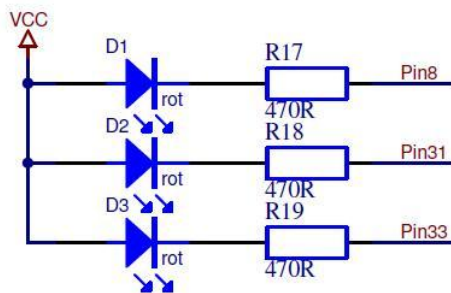 VCC
D1
rot
R17
470R
Pin8
D2
rot
R18
470R
Pin31
D3
rot
R19
470R
Pin33